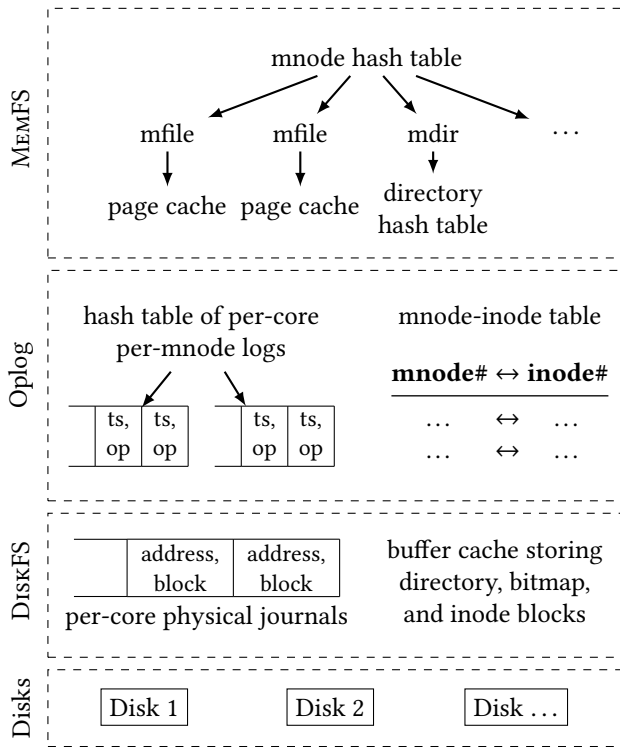 MEMFS
mnode hash table
mfile mfile mdir ...
page cache page cache directory
hash table
Oplog
hash table of per-core
per-mnode logs
ts, ts, ts, ts,
op op op op
mnode-inode table
mnode# ↔ inode#
... ↔ ...
... ↔ ...
DISKFS
address, address,
block block
per-core physical journals
buffer cache storing
directory, bitmap,
and inode blocks
Disks
Disk 1 Disk 2 Disk ...